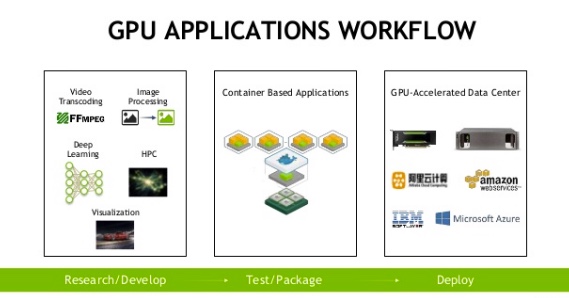 GPU APPLICATIONS WORKFLOW
Video
Transcoding
FFMPEG
Image
Processing
Deep
Learning
HPC
Visualization
Container Based Applications
GPU-Accelerated Data Center
阿里云计算
Alibaba Cloud Computing
amazon
webservices™
IBM
SOFTLAYER
Microsoft Azure
Research/Develop
Test/Package
Deploy